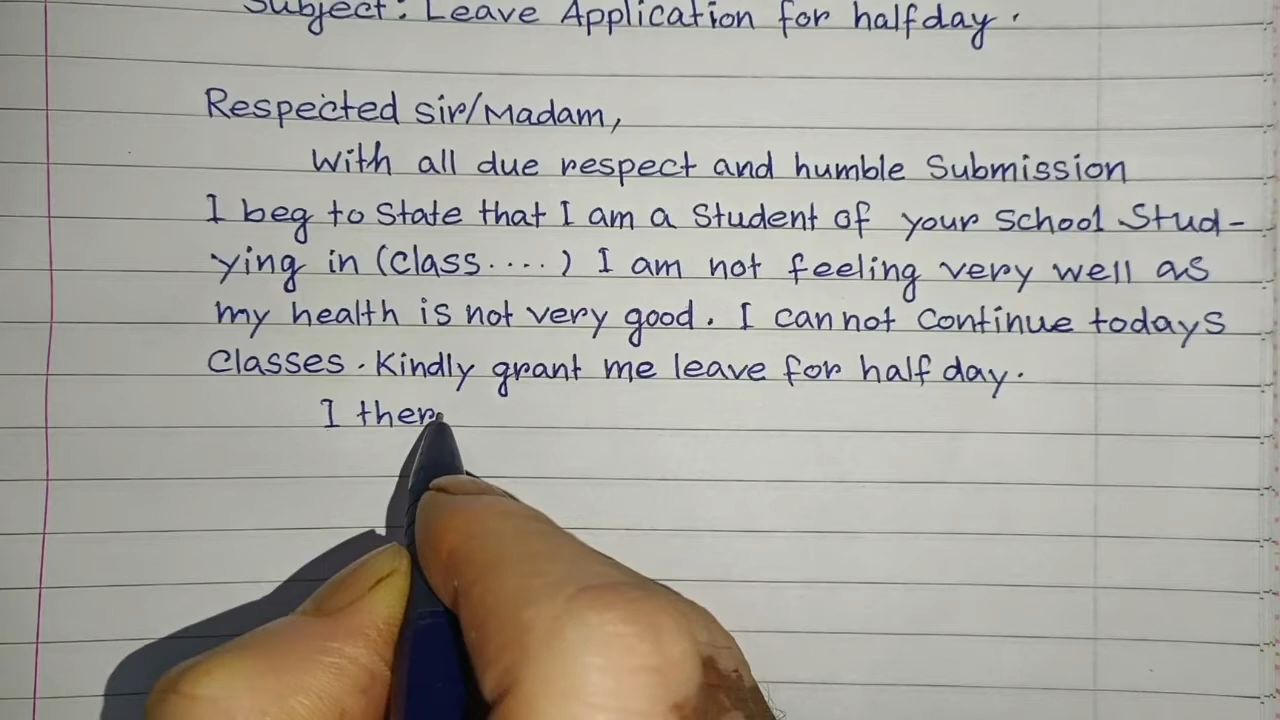 Subject: Leave Application for halfday.
Respected Sir/Madam,
With all due respect and humble Submission
I beg to State that I am a Student of your School Stud-
ying in (Class....) I am not feeling very well as
my health is not very good. I cannot Continue todays
Classes. Kindly grant me leave for half day.
I ther